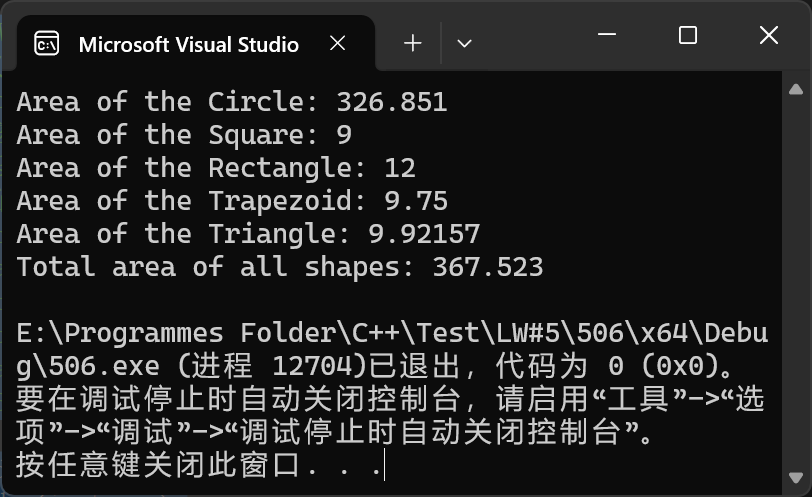 Microsoft Visual Studio
Area of the Circle: 326.851
Area of the Square: 9
Area of the Rectangle: 12
Area of the Trapezoid: 9.75
Area of the Triangle: 9.92157
Total area of all shapes: 367.523
E:\Programmes Folder\C++\Test\LW#5\506\x64\Debu
g\506.exe (进程 12704)已退出，代码为 0 (0x0)。
要在调试停止时自动关闭控制台，请启用“工具”->“选
项”->“调试”->“调试停止时自动关闭控制台”。
按任意键关闭此窗口. . .